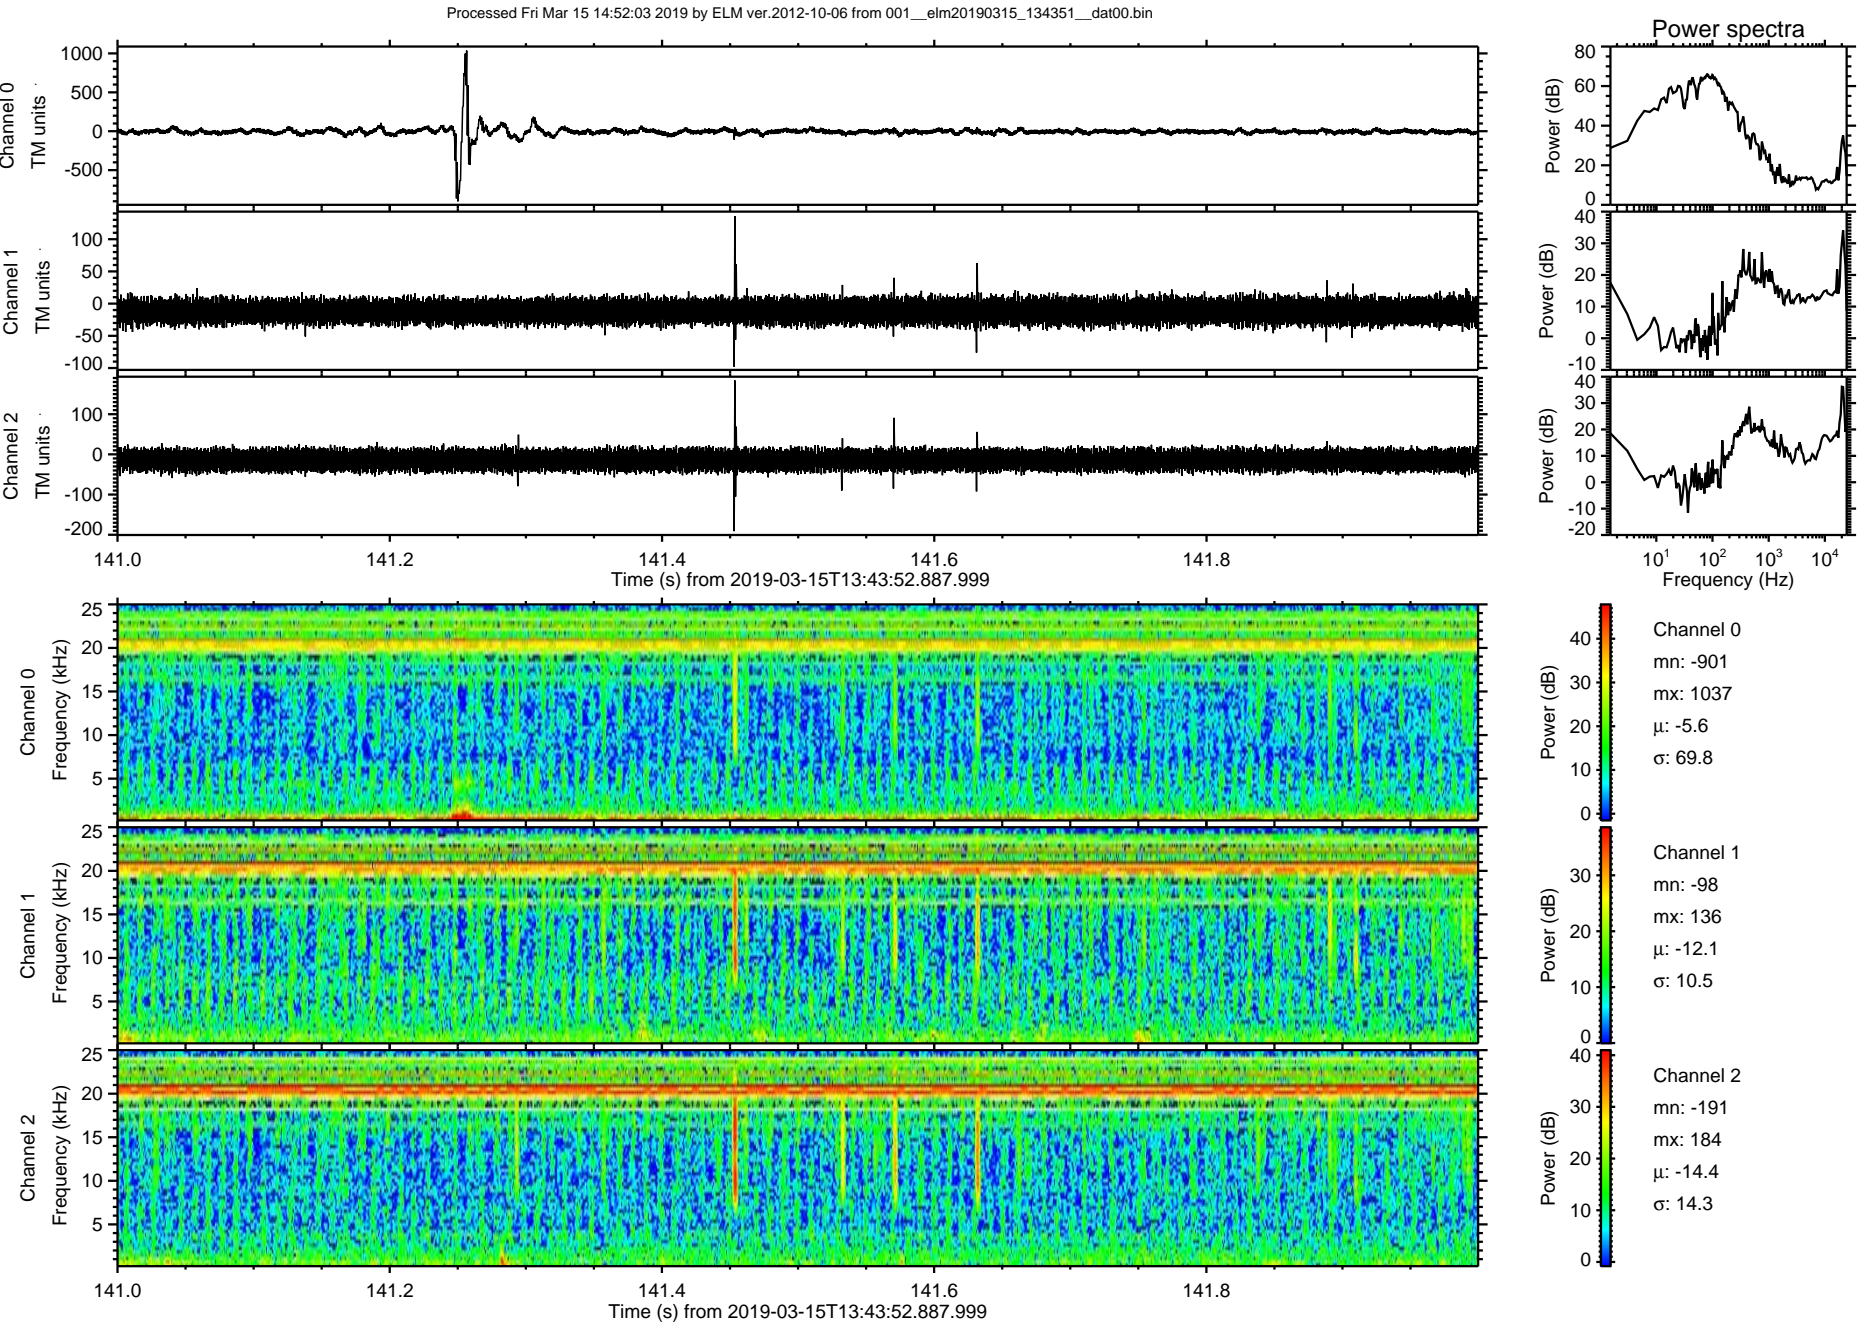 Processed Fri Mar 15 14:52:03 2019 by ELM ver.2012-10-06 from 001__elm20190315_134351__dat00.bin
Power spectra
Channel 0
TM units
1000
500
0
-500
Power (dB)
80
60
40
20
0
Channel 1
TM units
100
50
0
-50
-100
Power (dB)
40
30
20
10
0
-10
Channel 2
TM units
100
0
-100
-200
Power (dB)
40
30
20
10
0
-10
-20
141.0 141.2 141.4 141.6 141.8
Time (s) from 2019-03-15T13:43:52.887.999
10¹ 10² 10³ 10⁴
Frequency (Hz)
Channel 0
Frequency (kHz)
25
20
15
10
5
Power (dB)
40
30
20
10
0
Channel 0
mn: -901
mx: 1037
μ: -5.6
σ: 69.8
Channel 1
Frequency (kHz)
25
20
15
10
5
Power (dB)
30
20
10
0
Channel 1
mn: -98
mx: 136
μ: -12.1
σ: 10.5
Channel 2
Frequency (kHz)
25
20
15
10
5
Power (dB)
40
30
20
10
0
Channel 2
mn: -191
mx: 184
μ: -14.4
σ: 14.3
141.0 141.2 141.4 141.6 141.8
Time (s) from 2019-03-15T13:43:52.887.999